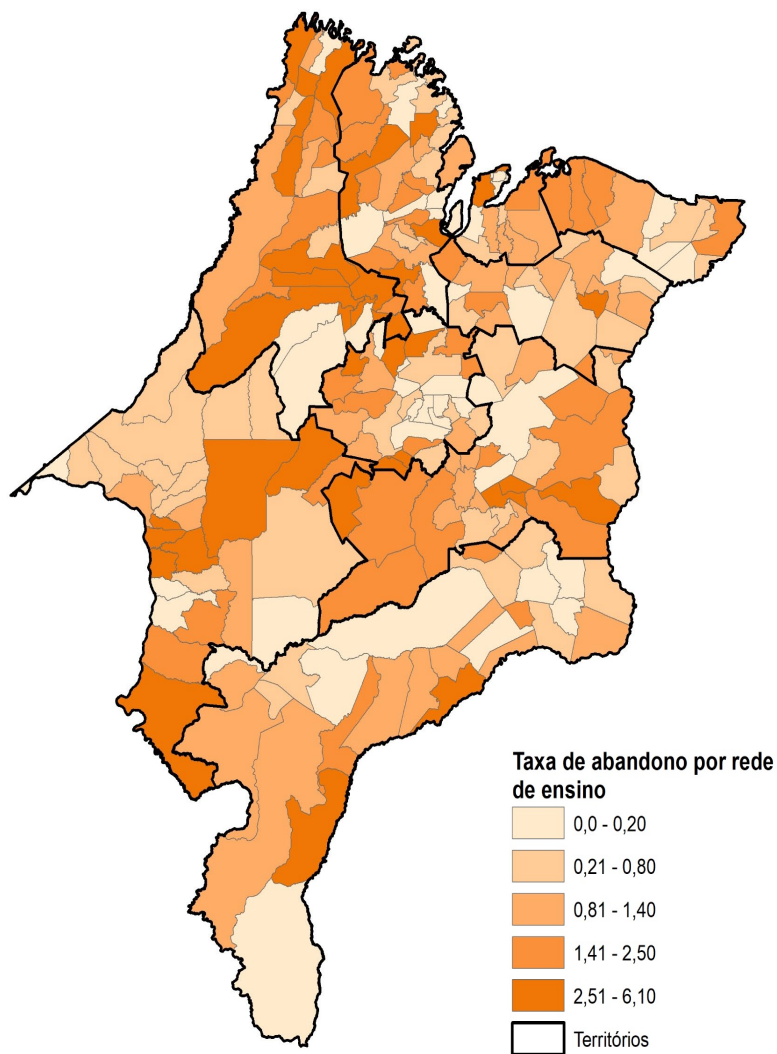 Taxa de abandono por rede
de ensino
0,0 - 0,20
0,21 - 0,80
0,81 - 1,40
1,41 - 2,50
2,51 - 6,10
Territórios